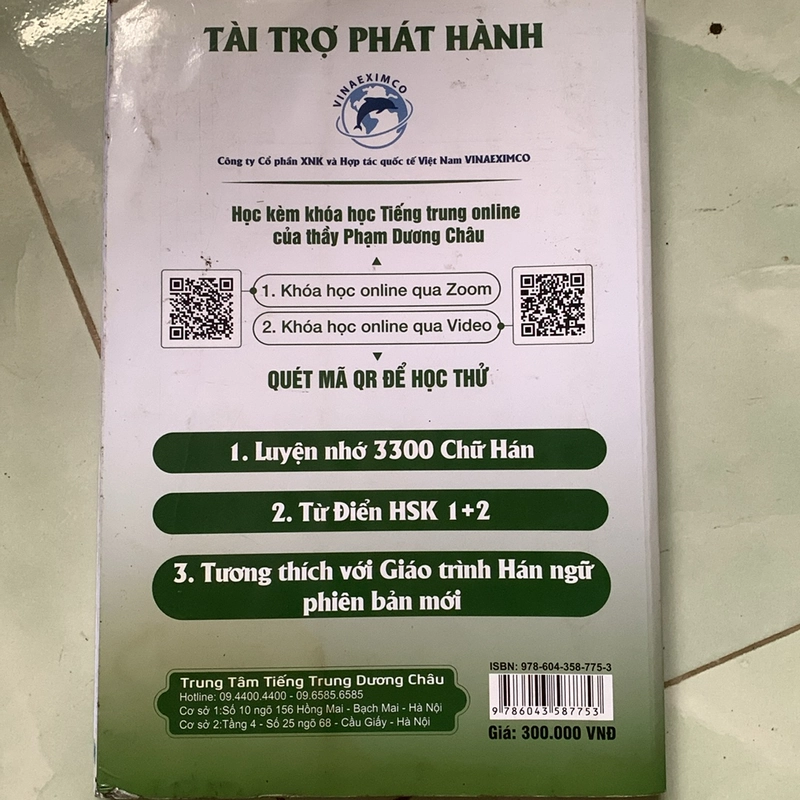 TÀI TRỢ PHÁT HÀNH
VINAEXIMCO
Công ty Cổ phần XNK và Hợp tác quốc tế Việt Nam VINAEXIMCO
Học kèm khóa học Tiếng trung online
của thầy Phạm Dương Châu
1. Khóa học online qua Zoom
2. Khóa học online qua Video
QUÉT MÃ QR ĐỂ HỌC THỬ
1. Luyện nhớ 3300 Chữ Hán
2. Từ Điển HSK 1+2
3. Tương thích với Giáo trình Hán ngữ
phiên bản mới
Trung Tâm Tiếng Trung Dương Châu
Hotline: 09.4400.4400 - 09.6585.6585
Cơ sở 1:Số 10 ngõ 156 Hồng Mai - Bạch Mai - Hà Nội
Cơ sở 2:Tầng 4 - Số 25 ngõ 68 - Cầu Giấy - Hà Nội
ISBN: 978-604-358-775-3
9 786043 587753
Giá: 300.000 VNĐ